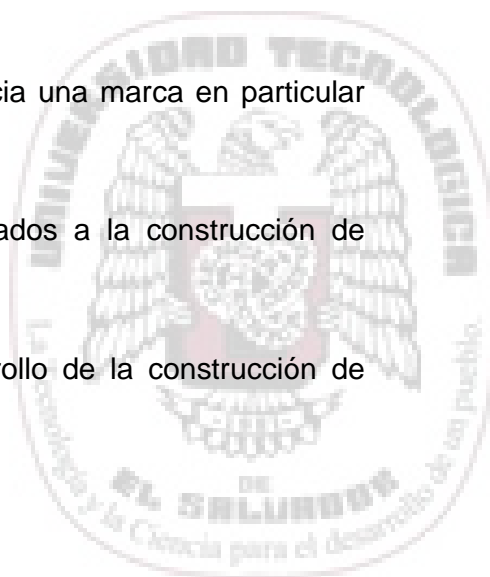 UNIVERSIDAD TECNOLOGICA
cia una marca en particular
ados a la construcción de
rollo de la construcción de
DE
EL SALVADOR
La Tecnología y la Ciencia para el desarrollo de un pueblo.